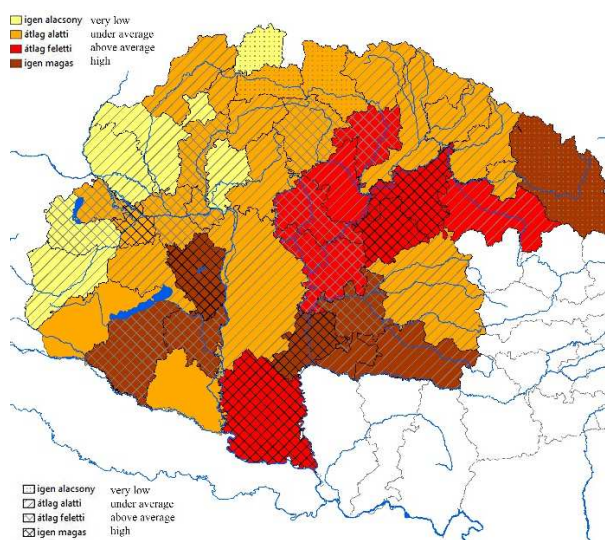 igen alacsony very low
átlag alatti under average
átlag feletti above average
igen magas high
igen alacsony very low
átlag alatti under average
átlag feletti above average
igen magas high